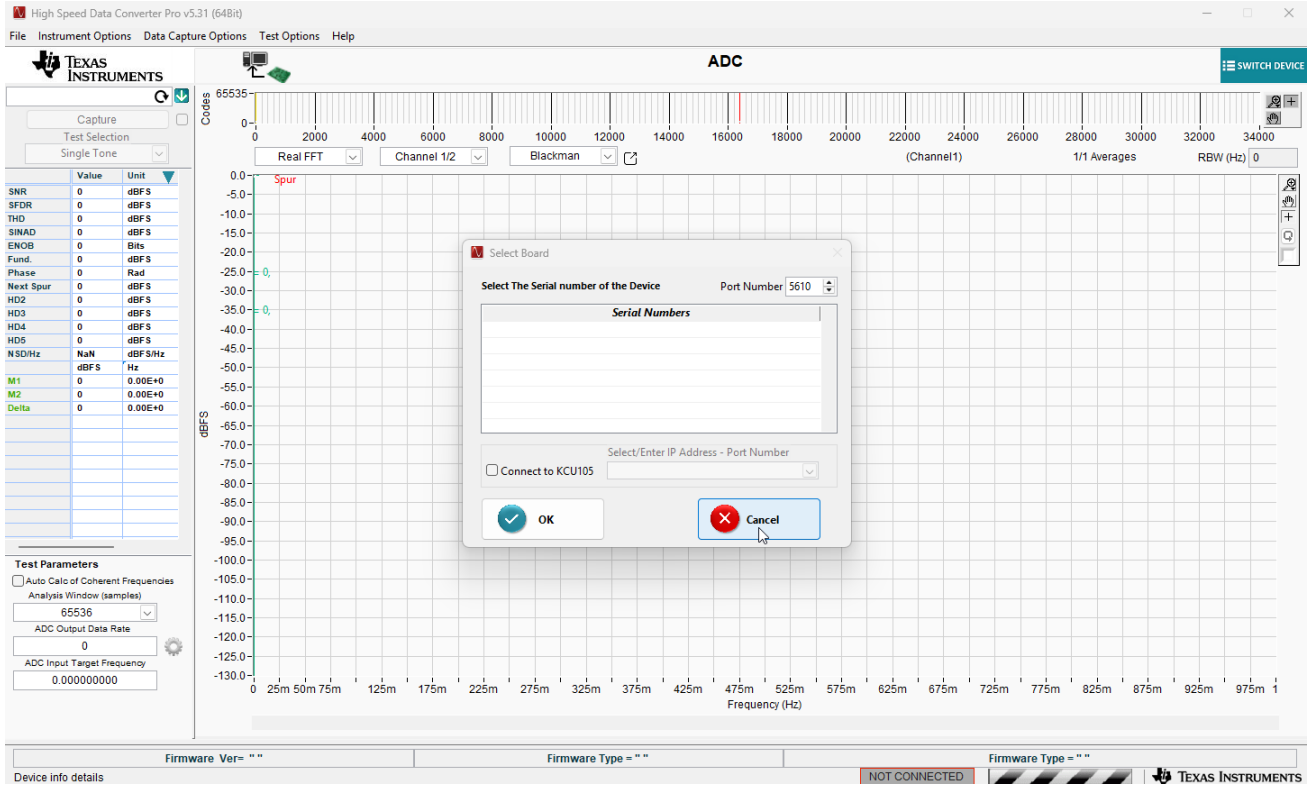 High Speed Data Converter Pro v5.31 (64Bit)
File Instrument Options Data Capture Options Test Options Help
TEXAS INSTRUMENTS
ADC
SWITCH DEVICE
Capture
Test Selection
Single Tone
Codes
65535
0
0 2000 4000 6000 8000 10000 12000 14000 16000 18000 20000 22000 24000 26000 28000 30000 32000 34000
Real FFT Channel 1/2 Blackman (Channel1) 1/1 Averages RBW (Hz) 0
Value Unit
SNR 0 dBFS
SFDR 0 dBFS
THD 0 dBFS
SINAD 0 dBFS
ENOB 0 Bits
Fund. 0 dBFS
Phase 0 Rad
Next Spur 0 dBFS
HD2 0 dBFS
HD3 0 dBFS
HD4 0 dBFS
HD5 0 dBFS
NSD/Hz NaN dBFS/Hz
dBFS Hz
M1 0 0.00E+0
M2 0 0.00E+0
Delta 0 0.00E+0
Test Parameters
Auto Calc of Coherent Frequencies
Analysis Window (samples)
65536
ADC Output Data Rate
0
ADC Input Target Frequency
0.000000000
dBFS
Spur
0.0
-5.0
-10.0
-15.0
-20.0
-25.0 = 0,
-30.0
-35.0 = 0,
-40.0
-45.0
-50.0
-55.0
-60.0
-65.0
-70.0
-75.0
-80.0
-85.0
-90.0
-95.0
-100.0
-105.0
-110.0
-115.0
-120.0
-125.0
-130.0
0 25m 50m 75m 125m 175m 225m 275m 325m 375m 425m 475m 525m 575m 625m 675m 725m 775m 825m 875m 925m 975m 1
Frequency (Hz)
Select Board
Select The Serial number of the Device Port Number 5610
Serial Numbers
Select/Enter IP Address - Port Number
Connect to KCU105
OK Cancel
Firmware Ver= " " Firmware Type = " " Firmware Type = " "
Device info details NOT CONNECTED TEXAS INSTRUMENTS